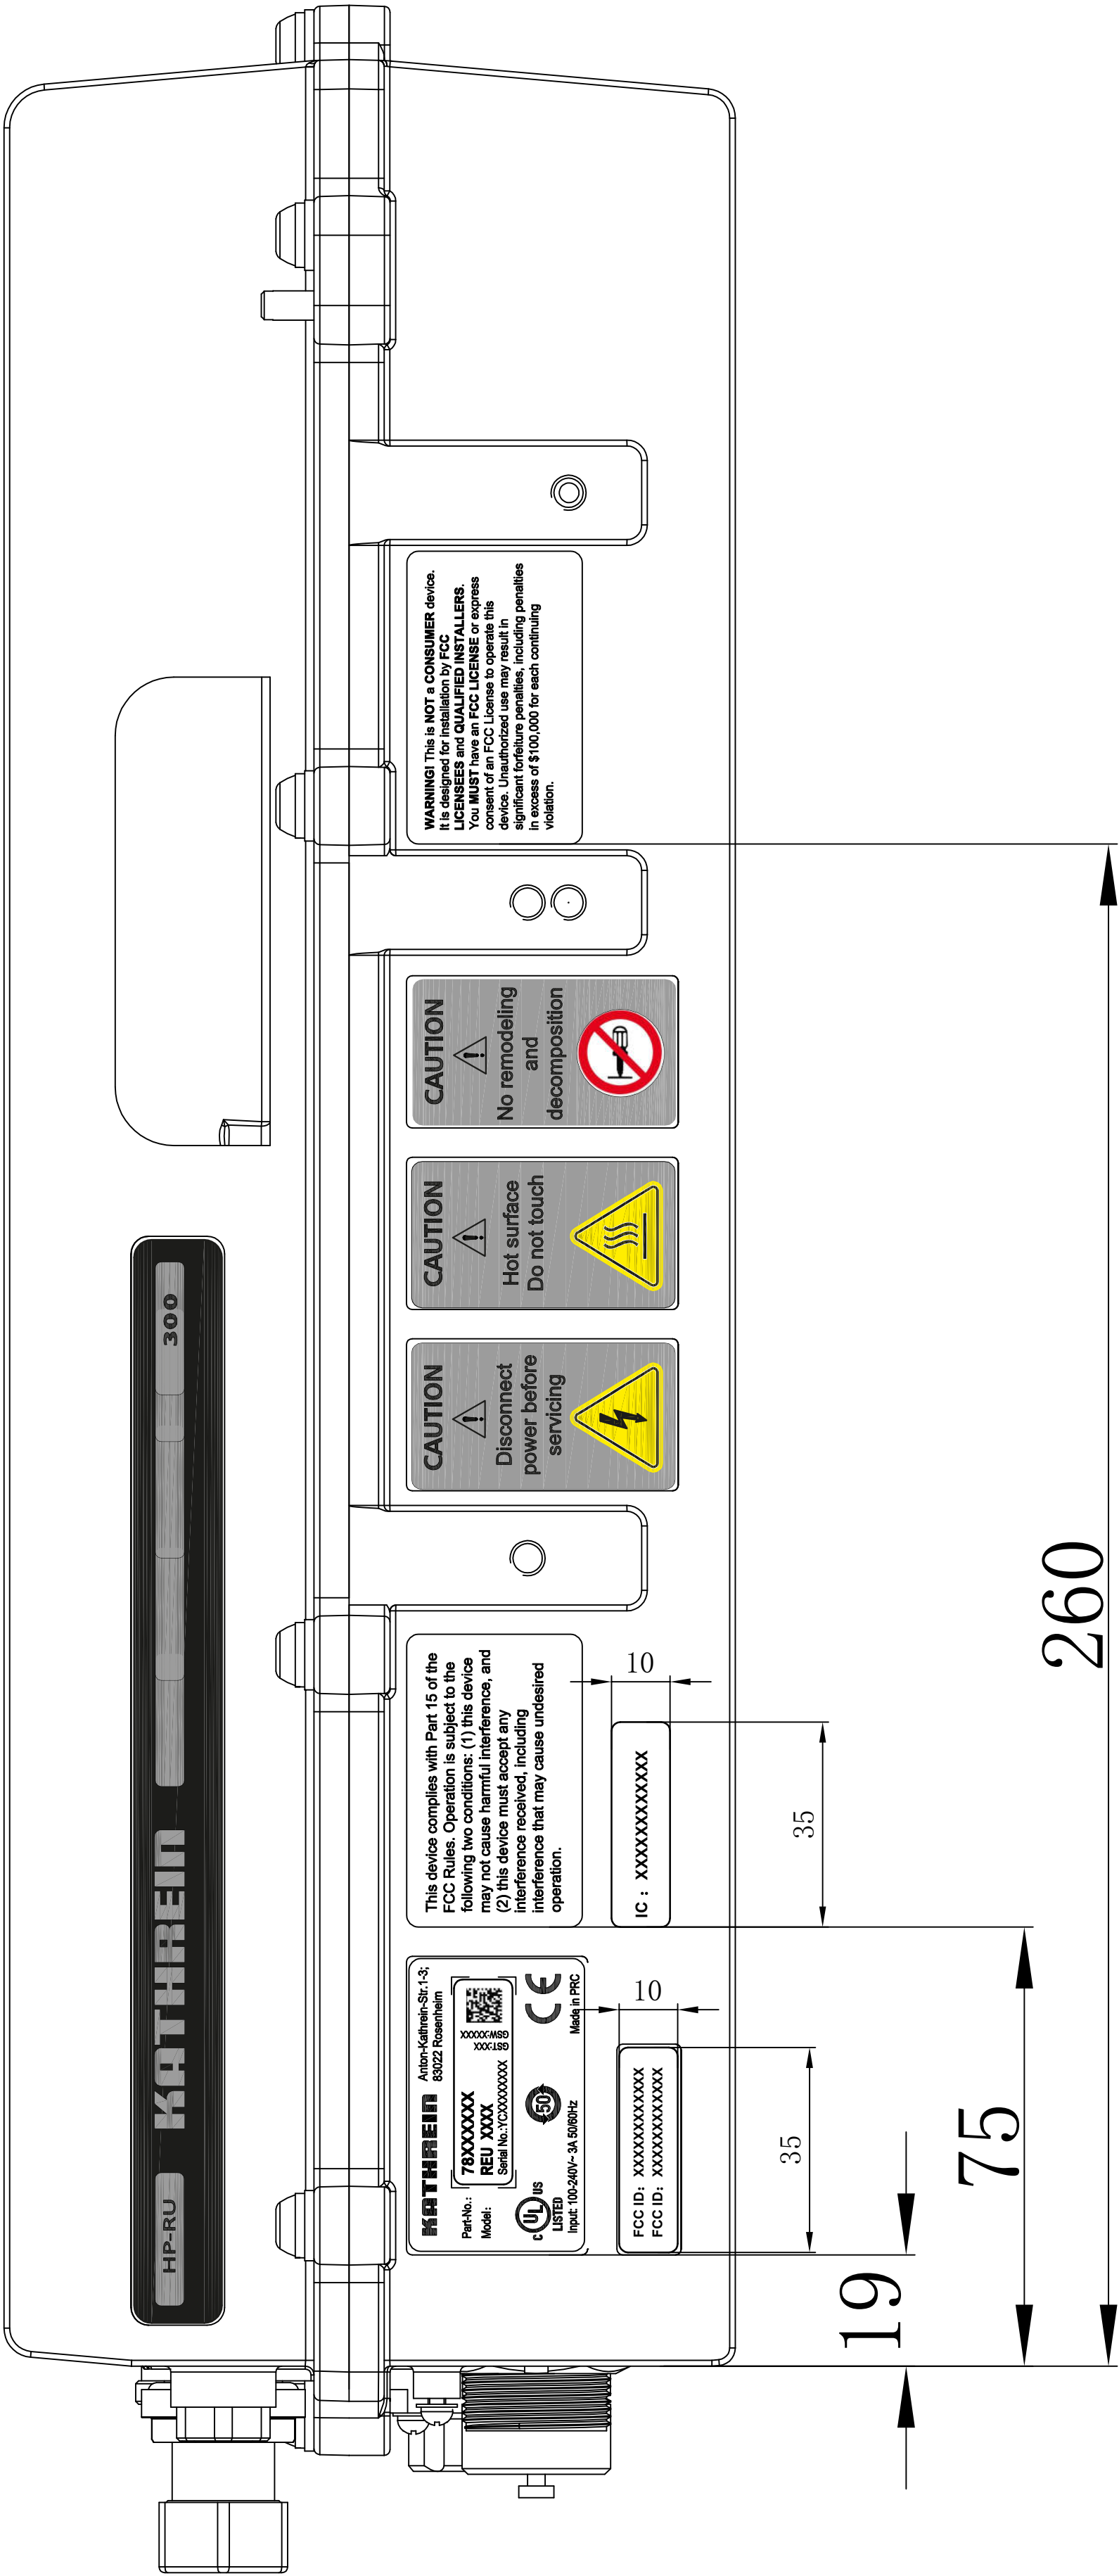 HP-RU
KATHREIN
300
KATHREIN
Anton-Kathrein-Str.1-3;
83022 Rosenheim
Part-No.:
78XXXXXX
Model:
REU XXXX
Serial No.:YCXXXXXXXXX
GST:XXX
GSW:XXXXX
C UL US
LISTED
50
CE
Input: 100-240V~ 3A 50/60Hz
Made in PRC
FCC ID: XXXXXXXXXXXXX
FCC ID: XXXXXXXXXXXXX
This device complies with Part 15 of the
FCC Rules. Operation is subject to the
following two conditions: (1) this device
may not cause harmful interference, and
(2) this device must accept any
interference received, including
interference that may cause undesired
operation.
IC : XXXXXXXXXXXXX
CAUTION
Disconnect
power before
servicing
CAUTION
Hot surface
Do not touch
CAUTION
No remodeling
and
decomposition
WARNING! This is NOT a CONSUMER device.
It is designed for installation by FCC
LICENSEES and QUALIFIED INSTALLERS.
You MUST have an FCC LICENSE or express
consent of an FCC License to operate this
device. Unauthorized use may result in
significant forfeiture penalties, including penalties
in excess of $100,000 for each continuing
violation.
10
35
10
35
19
75
260